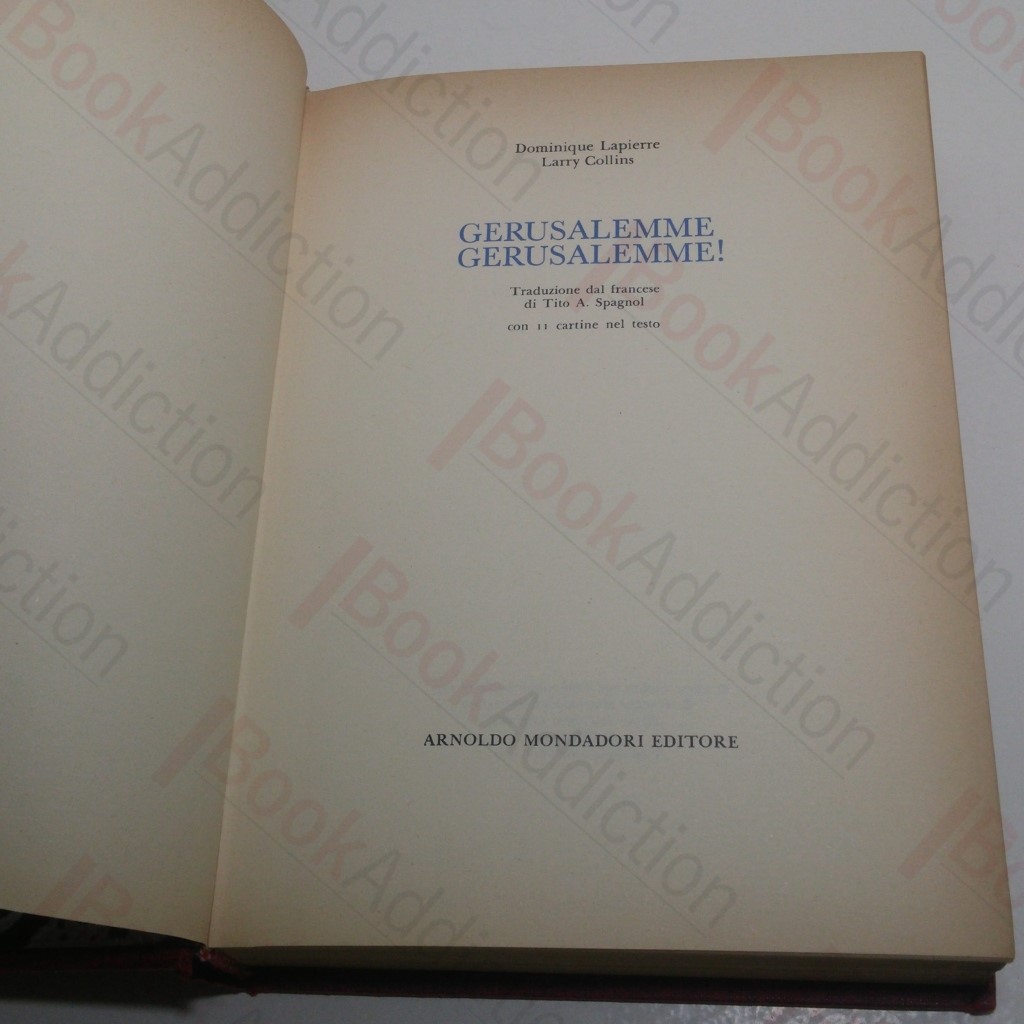 Dominique Lapierre
Larry Collins
GERUSALEMME
GERUSALEMME!
Traduzione dal francese
di Tito A. Spagnol
con 11 cartine nel testo
ARNOLDO MONDADORI EDITORE
BookAddiction